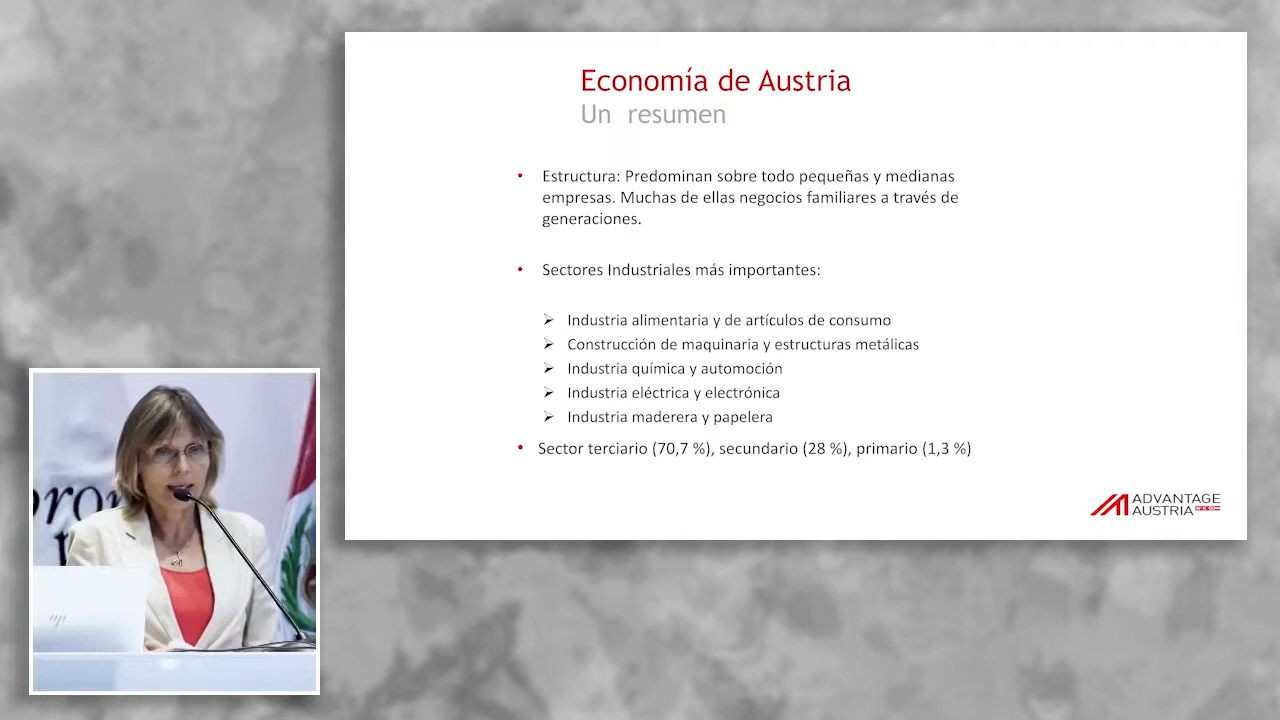 Economía de Austria
Un resumen
• Estructura: Predominan sobre todo pequeñas y medianas
empresas. Muchas de ellas negocios familiares a través de
generaciones.
• Sectores Industriales más importantes:
➢ Industria alimentaria y de artículos de consumo
➢ Construcción de maquinaria y estructuras metálicas
➢ Industria química y automoción
➢ Industria eléctrica y electrónica
➢ Industria maderera y papelera
• Sector terciario (70,7 %), secundario (28 %), primario (1,3 %)
ADVANTAGE
AUSTRIA
hp